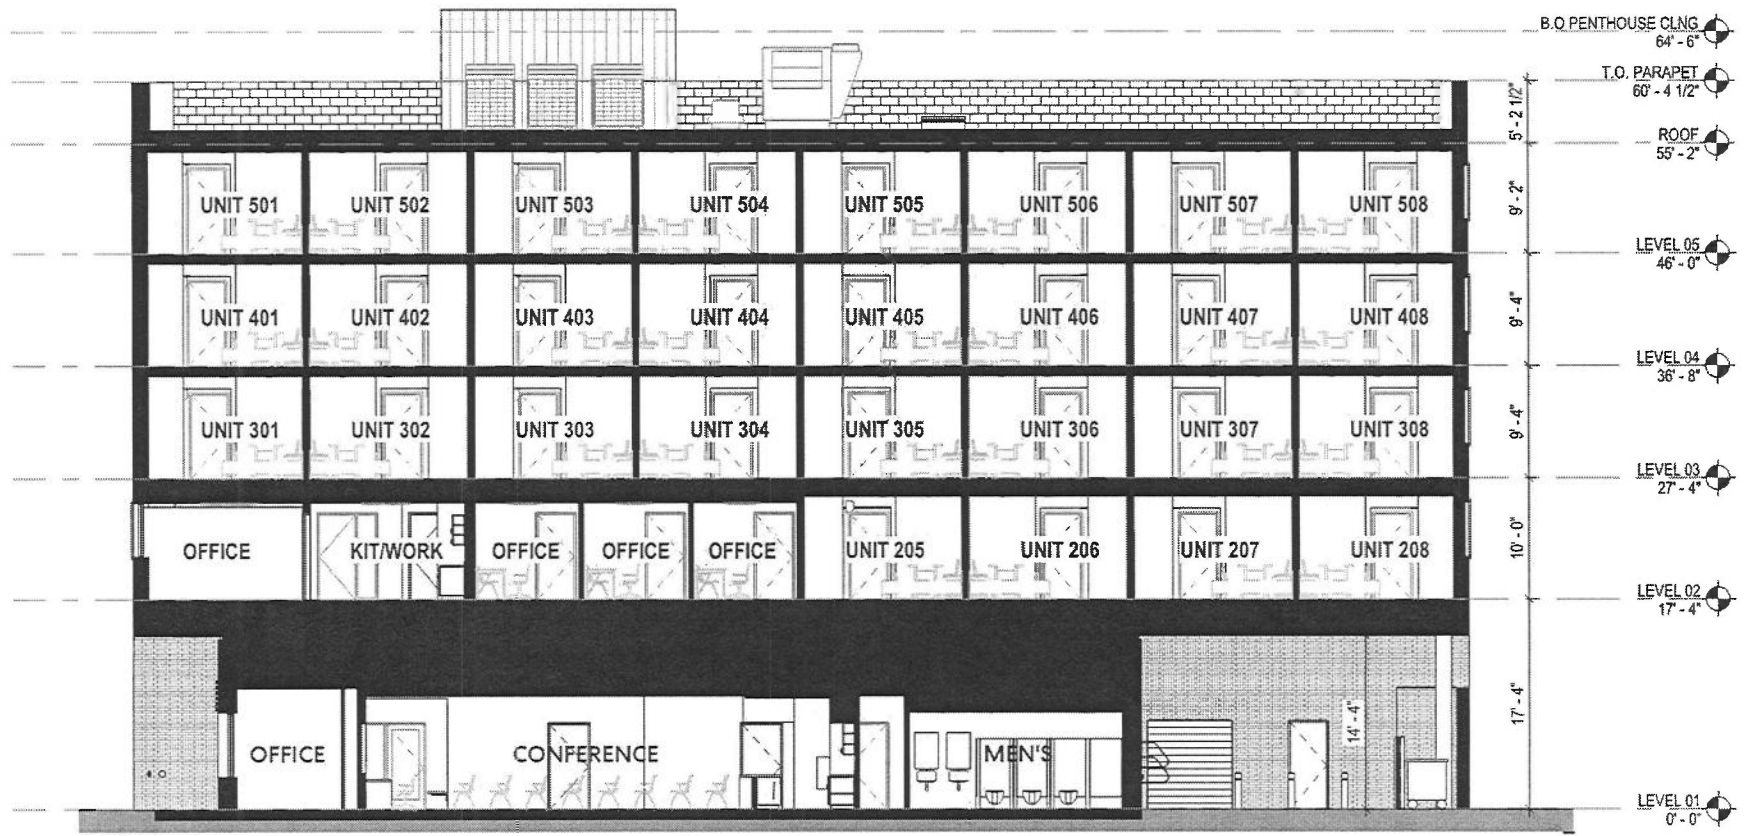 B.O PENTHOUSE CLNG
64' - 6"
T.O. PARAPET
60' - 4 1/2"
5' - 2 1/2"
ROOF
55' - 2"
UNIT 501 UNIT 502 UNIT 503 UNIT 504 UNIT 505 UNIT 506 UNIT 507 UNIT 508
9' - 2"
LEVEL 05
46' - 0"
UNIT 401 UNIT 402 UNIT 403 UNIT 404 UNIT 405 UNIT 406 UNIT 407 UNIT 408
9' - 4"
LEVEL 04
36' - 8"
UNIT 301 UNIT 302 UNIT 303 UNIT 304 UNIT 305 UNIT 306 UNIT 307 UNIT 308
9' - 4"
LEVEL 03
27' - 4"
OFFICE KIT/WORK OFFICE OFFICE OFFICE UNIT 205 UNIT 206 UNIT 207 UNIT 208
10' - 0"
LEVEL 02
17' - 4"
17' - 4"
14' - 4"
OFFICE CONFERENCE MEN'S
LEVEL 01
0' - 0"